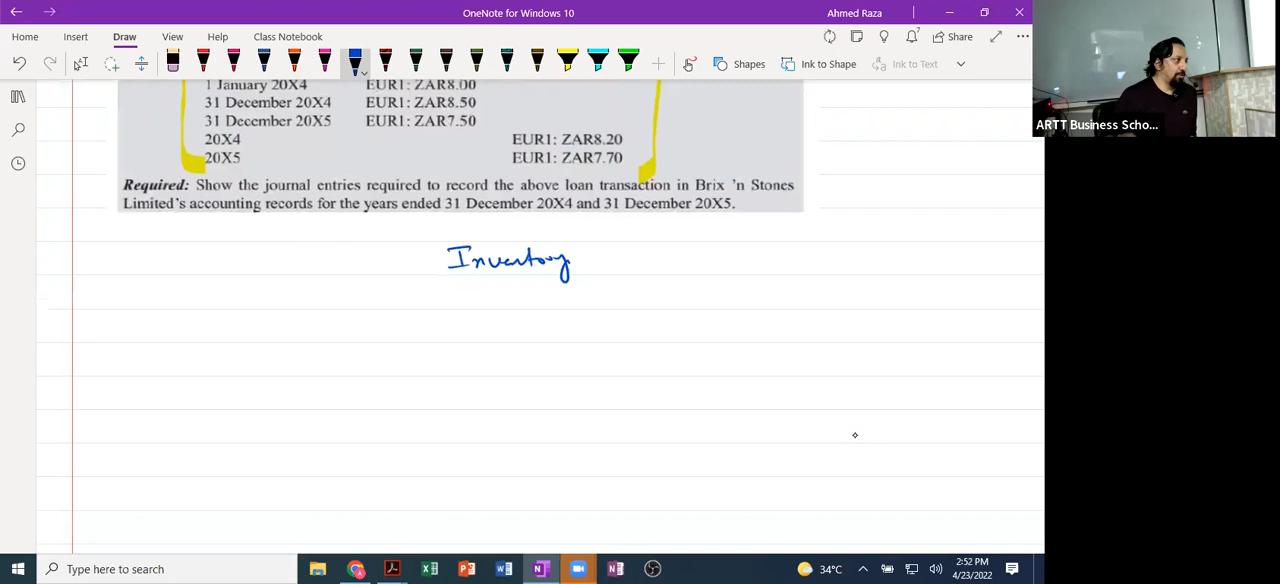 OneNote for Windows 10
Ahmed Raza
Home Insert Draw View Help Class Notebook
Share
Shapes Ink to Shape Ink to Text
1 January 20X4 EUR1: ZAR8.00
31 December 20X4 EUR1: ZAR8.50
31 December 20X5 EUR1: ZAR7.50
20X4 EUR1: ZAR8.20
20X5 EUR1: ZAR7.70
Required: Show the journal entries required to record the above loan transaction in Brix 'n Stones
Limited's accounting records for the years ended 31 December 20X4 and 31 December 20X5.
Inventory
ARTT Business Scho...
Type here to search
34°C
2:52 PM
4/23/2022